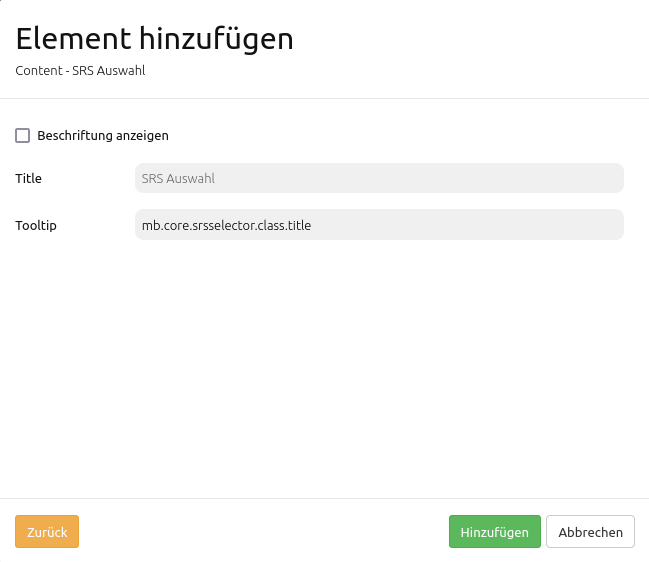 Element hinzufügen
Content - SRS Auswahl
Beschriftung anzeigen
Title
SRS Auswahl
Tooltip
mb.core.srsselector.class.title
Zurück
Hinzufügen
Abbrechen